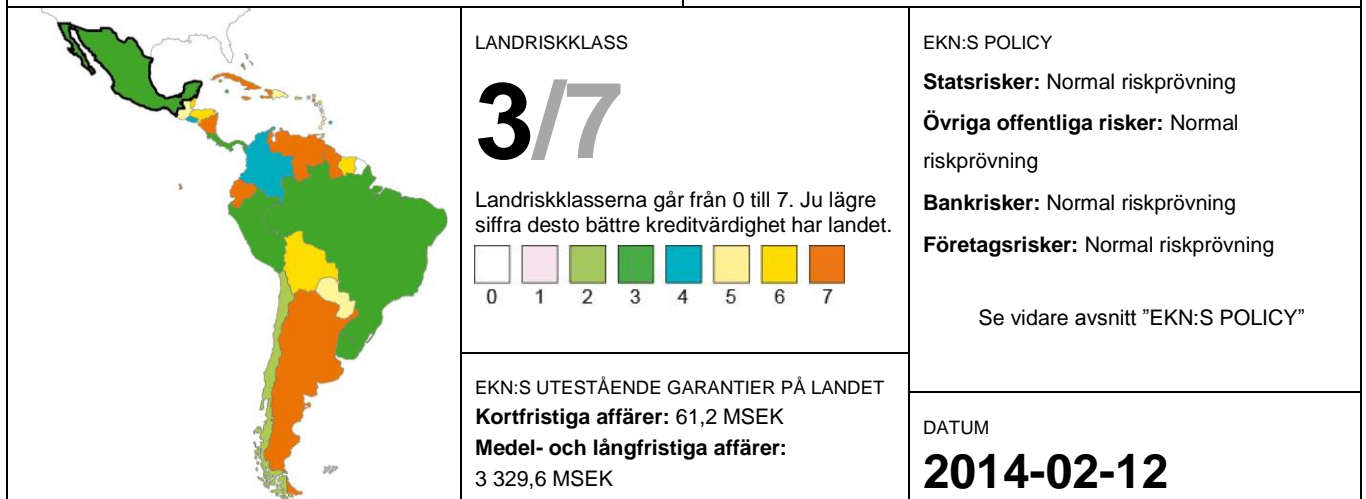 LANDRISKKLASS
3/7
Landriskklasserna går från 0 till 7. Ju lägre
siffra desto bättre kreditvärdighet har landet.
0 1 2 3 4 5 6 7
EKN:S UTESTÅENDE GARANTIER PÅ LANDET
Kortfristiga affärer: 61,2 MSEK
Medel- och långfristiga affärer:
3 329,6 MSEK
EKN:S POLICY
Statsrisker: Normal riskprövning
Övriga offentliga risker: Normal
riskprövning
Bankrisker: Normal riskprövning
Företagsrisker: Normal riskprövning
Se vidare avsnitt ”EKN:S POLICY”
DATUM
2014-02-12